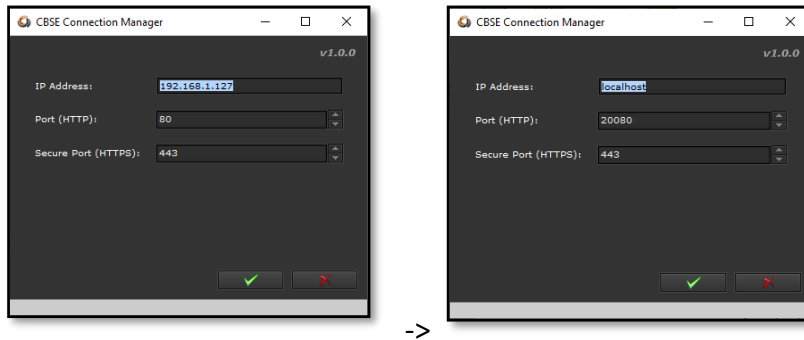 CBSE Connection Manager
v1.0.0
IP Address: 192.168.1.127
Port (HTTP): 80
Secure Port (HTTPS): 443
->
CBSE Connection Manager
v1.0.0
IP Address: localhost
Port (HTTP): 20080
Secure Port (HTTPS): 443